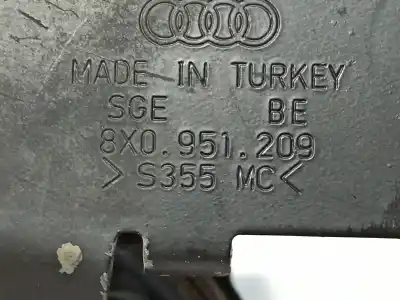 MADE IN TURKEY
SGE BE
8X0.951.209
>S355 MC<